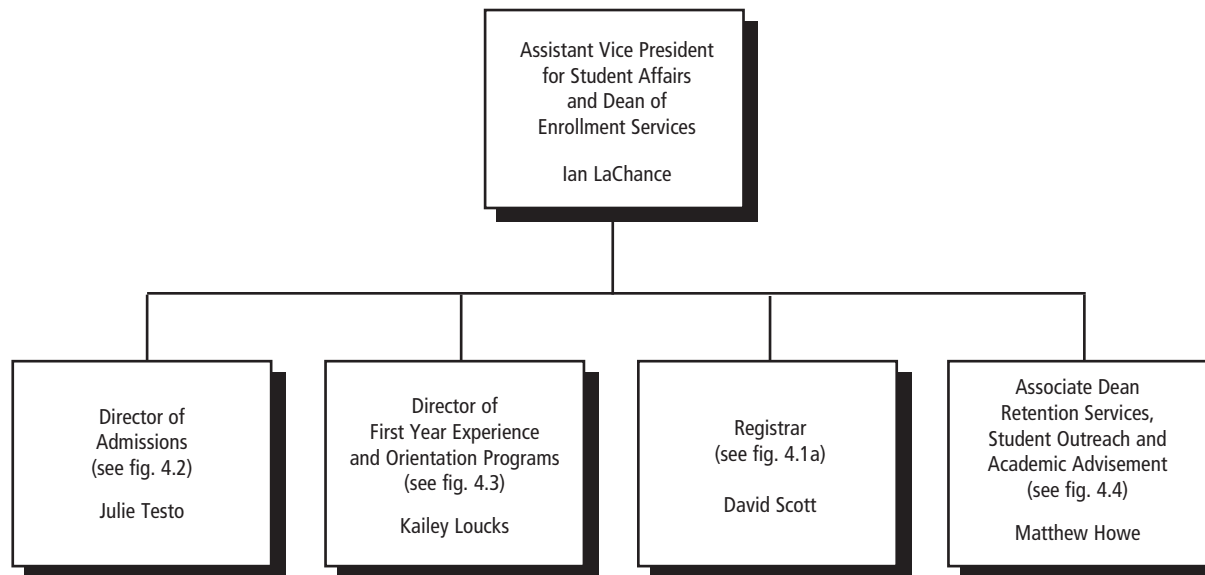 Assistant Vice President
for Student Affairs
and Dean of
Enrollment Services
Ian LaChance
Director of
Admissions
(see fig. 4.2)
Julie Testo
Director of
First Year Experience
and Orientation Programs
(see fig. 4.3)
Kailey Loucks
Registrar
(see fig. 4.1a)
David Scott
Associate Dean
Retention Services,
Student Outreach and
Academic Advisement
(see fig. 4.4)
Matthew Howe